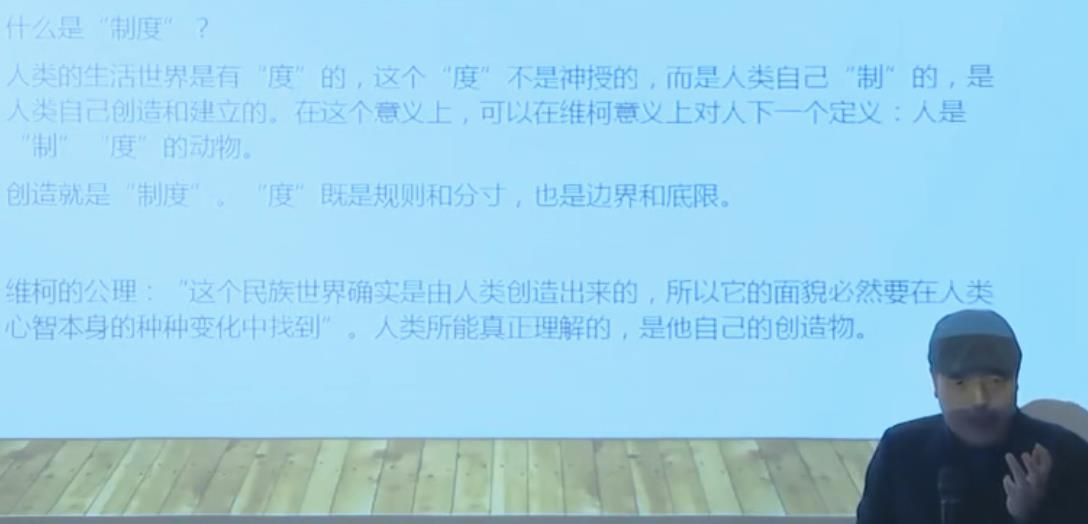 什么是“制度”？
人类的生活世界是有“度”的，这个“度”不是神授的，而是人类自己“制”的，是
人类自己创造和建立的。在这个意义上，可以在维柯意义上对人下一个定义：人是
“制”“度”的动物。
创造就是“制度”。“度”既是规则和分寸，也是边界和底限。
维柯的公理：“这个民族世界确实是由人类创造出来的，所以它的面貌必然要在人类
心智本身的种种变化中找到”。人类所能真正理解的，是他自己的创造物。